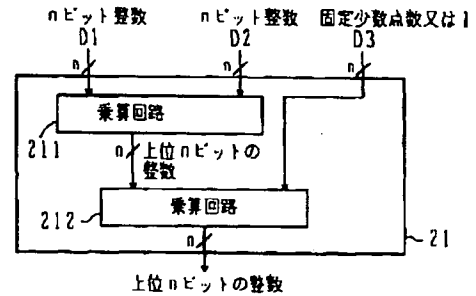 nビット整数 nビット整数 固定少数点数又は1
D1 D2 D3
n n n
乗算回路
211 n 上位nビットの
整数
乗算回路
212
n 21
上位nビットの整数